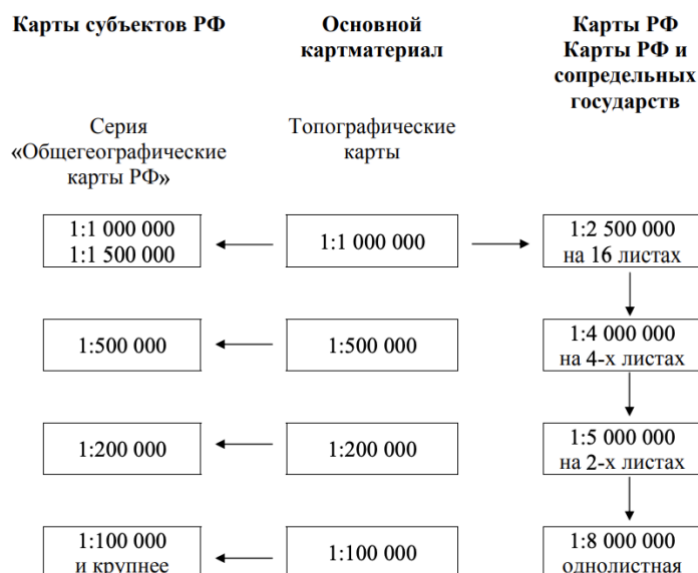 Карты субъектов РФ
Основной
картматериал
Карты РФ
Карты РФ и
сопредельных
государств
Серия
«Общегеографические
карты РФ»
Топографические
карты
1:1 000 000
1:1 500 000
1:1 000 000
1:2 500 000
на 16 листах
1:500 000
1:500 000
1:4 000 000
на 4-х листах
1:200 000
1:200 000
1:5 000 000
на 2-х листах
1:100 000
и крупнее
1:100 000
1:8 000 000
однолистная